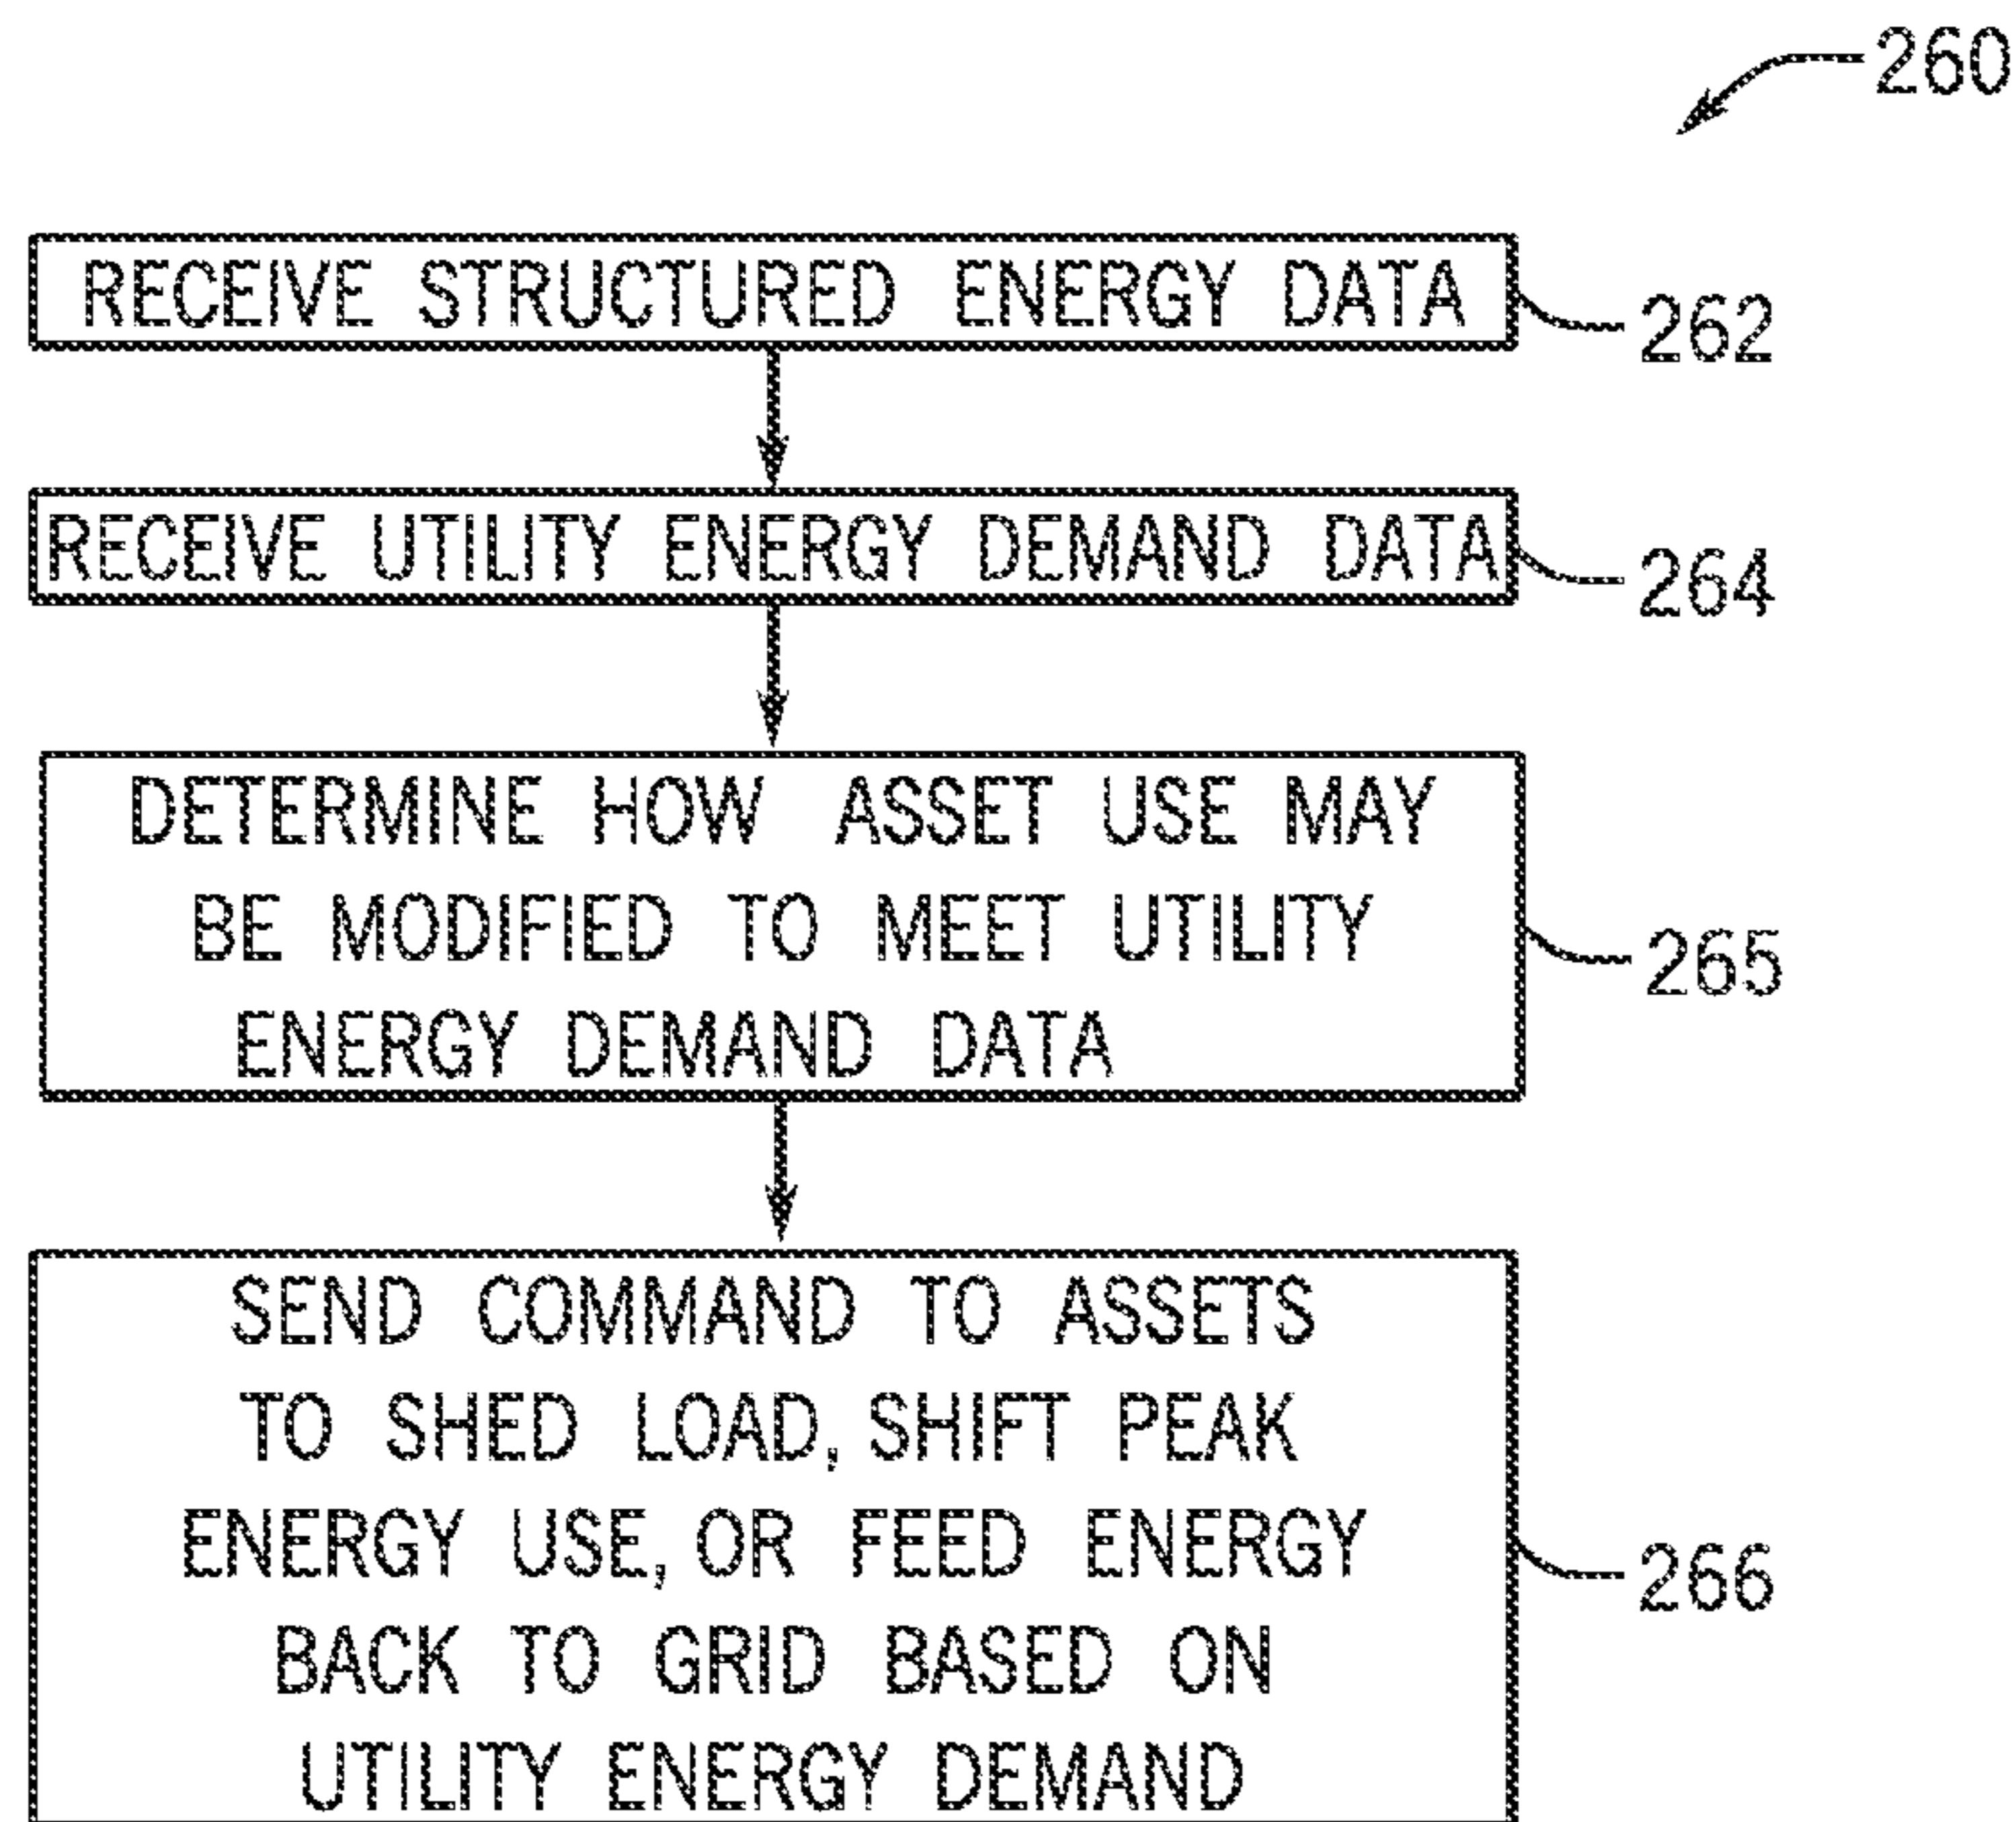 260
RECEIVE STRUCTURED ENERGY DATA
262
RECEIVE UTILITY ENERGY DEMAND DATA
264
DETERMINE HOW ASSET USE MAY
BE MODIFIED TO MEET UTILITY
ENERGY DEMAND DATA
265
SEND COMMAND TO ASSETS
TO SHED LOAD, SHIFT PEAK
ENERGY USE, OR FEED ENERGY
BACK TO GRID BASED ON
UTILITY ENERGY DEMAND
266